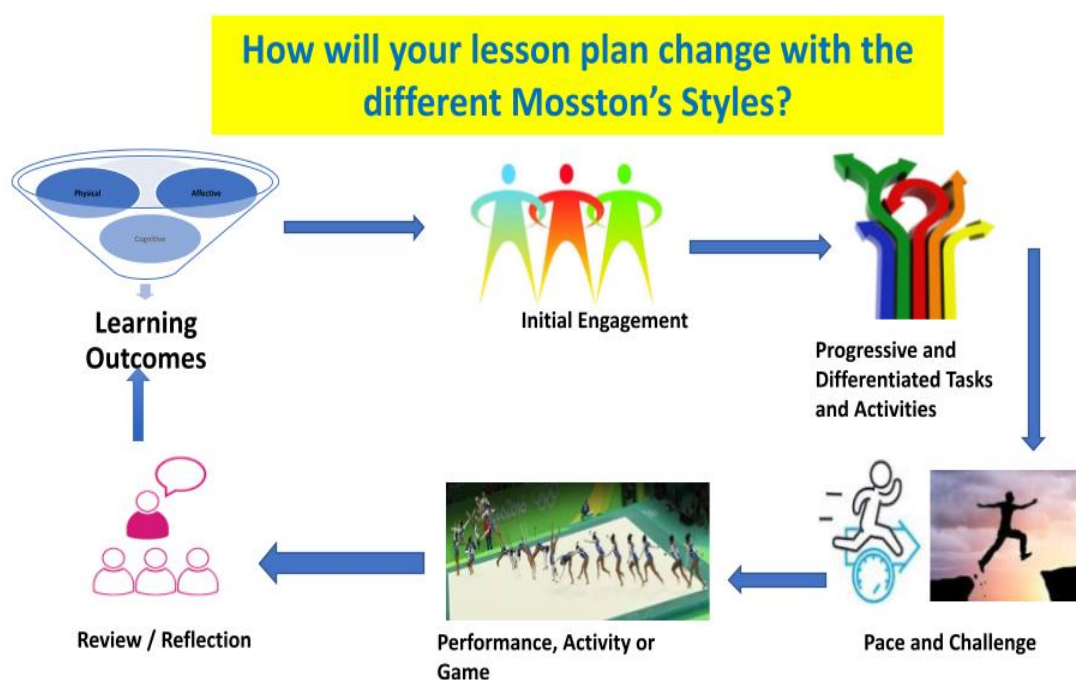 How will your lesson plan change with the
different Mosston's Styles?
Physical
Affective
Cognitive
Learning
Outcomes
Initial Engagement
Progressive and
Differentiated Tasks
and Activities
Pace and Challenge
Performance, Activity or
Game
Review / Reflection